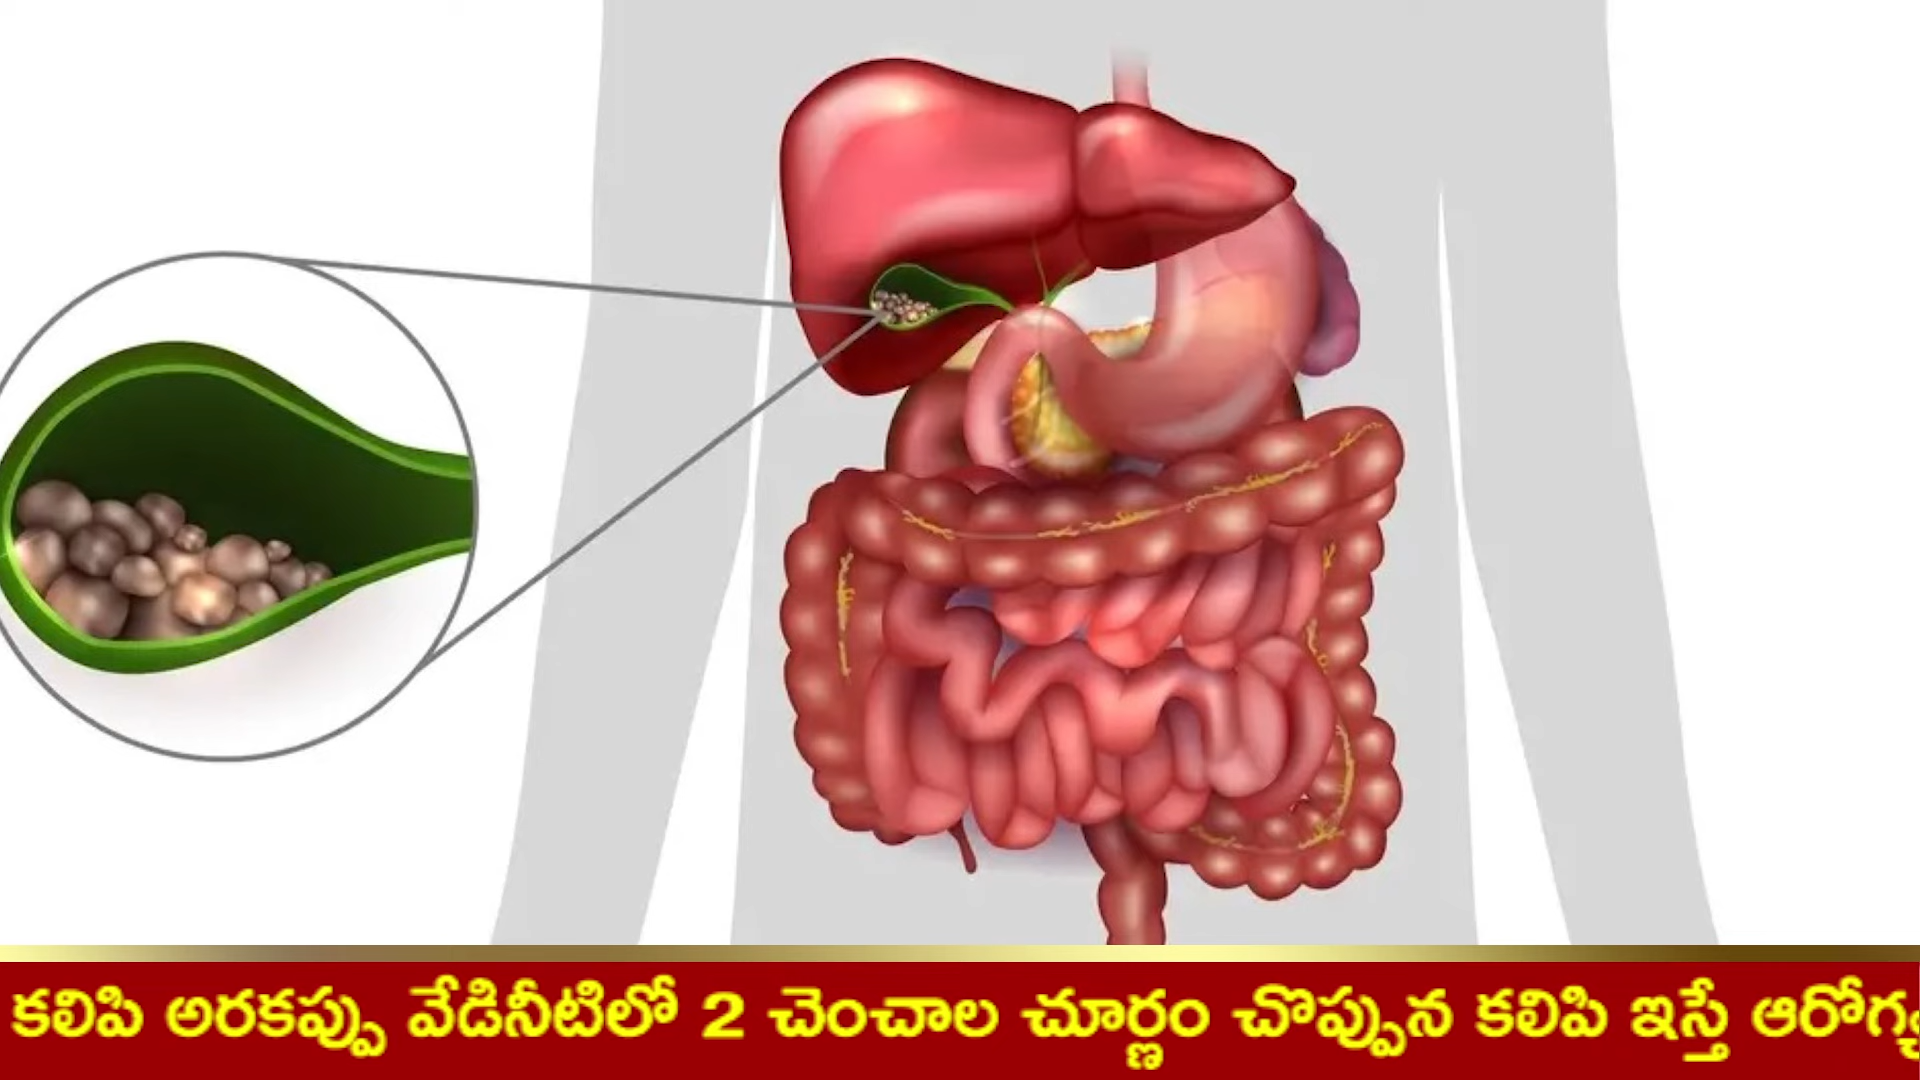 కలిపి అరకప్పు వేడినీటిలో 2 చెంచాల చూర్ణం చొప్పున కలిపి ఇస్తే